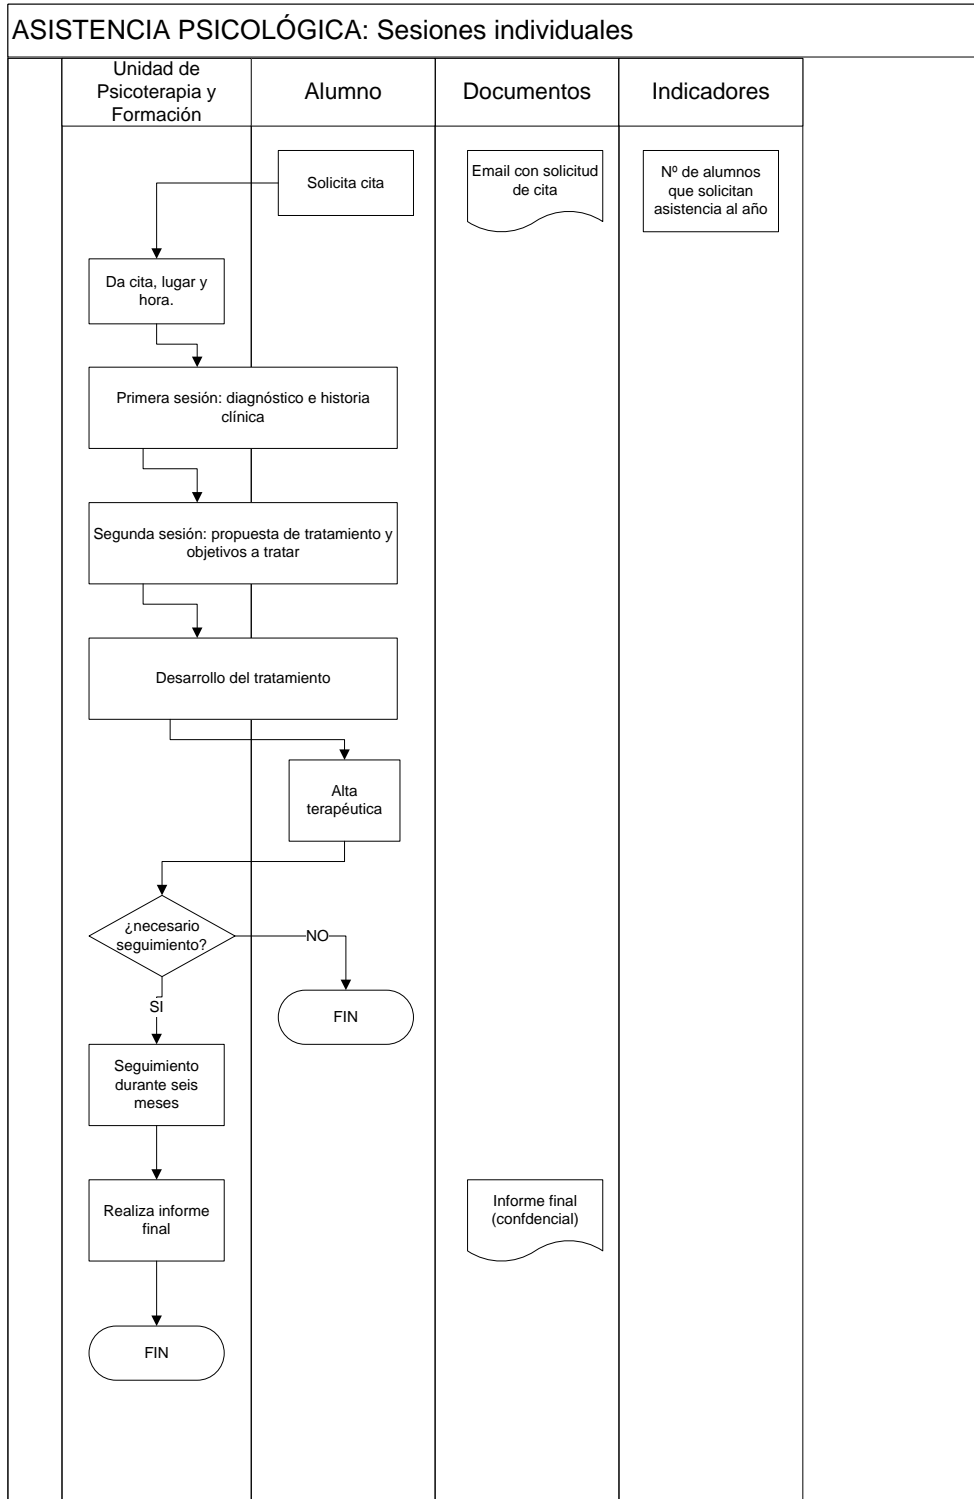 ASISTENCIA PSICOLÓGICA: Sesiones individuales
Unidad de
Psicoterapia y
Formación
Alumno
Documentos
Indicadores
Solicita cita
Email con solicitud
de cita
Nº de alumnos
que solicitan
asistencia al año
Da cita, lugar y
hora.
Primera sesión: diagnóstico e historia
clínica
Segunda sesión: propuesta de tratamiento y
objetivos a tratar
Desarrollo del tratamiento
Alta
terapéutica
¿necesario
seguimiento?
NO
SI
FIN
Seguimiento
durante seis
meses
Realiza informe
final
Informe final
(confdencial)
FIN